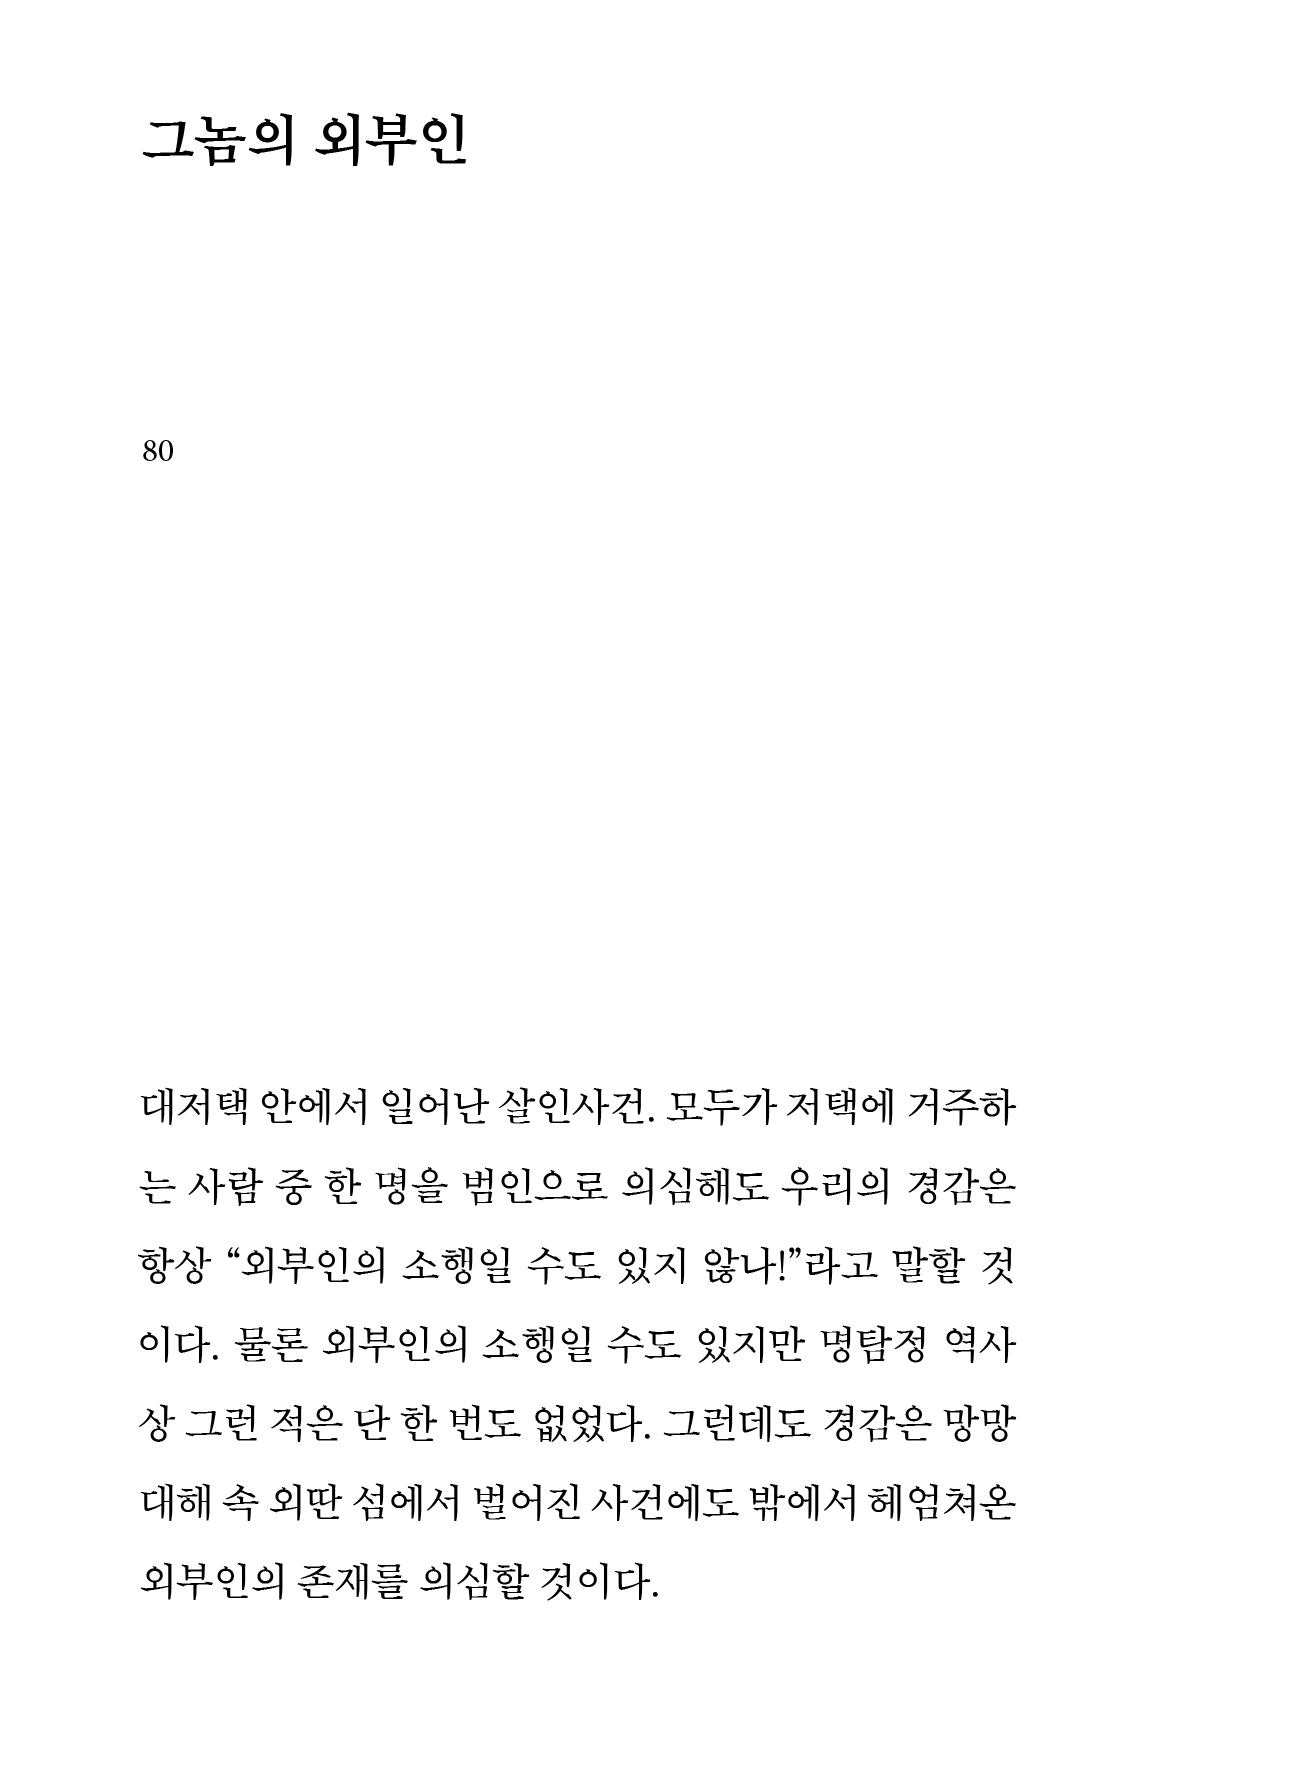 그놈의 외부인
80
대저택 안에서 일어난 살인사건. 모두가 저택에 거주하
는 사람 중 한 명을 범인으로 의심해도 우리의 경감은
항상 “외부인의 소행일 수도 있지 않나!”라고 말할 것
이다. 물론 외부인의 소행일 수도 있지만 명탐정 역사
상 그런 적은 단 한 번도 없었다. 그런데도 경감은 망망
대해 속 외딴 섬에서 벌어진 사건에도 밖에서 헤엄쳐온
외부인의 존재를 의심할 것이다.